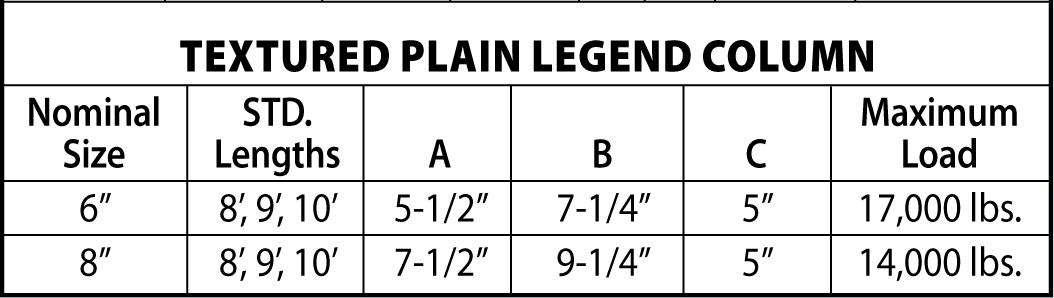 TEXTURED PLAIN LEGEND COLUMN
Nominal Size STD. Lengths A B C Maximum Load
6” 8’, 9’, 10’ 5-1/2” 7-1/4” 5” 17,000 lbs.
8” 8’, 9’, 10’ 7-1/2” 9-1/4” 5” 14,000 lbs.